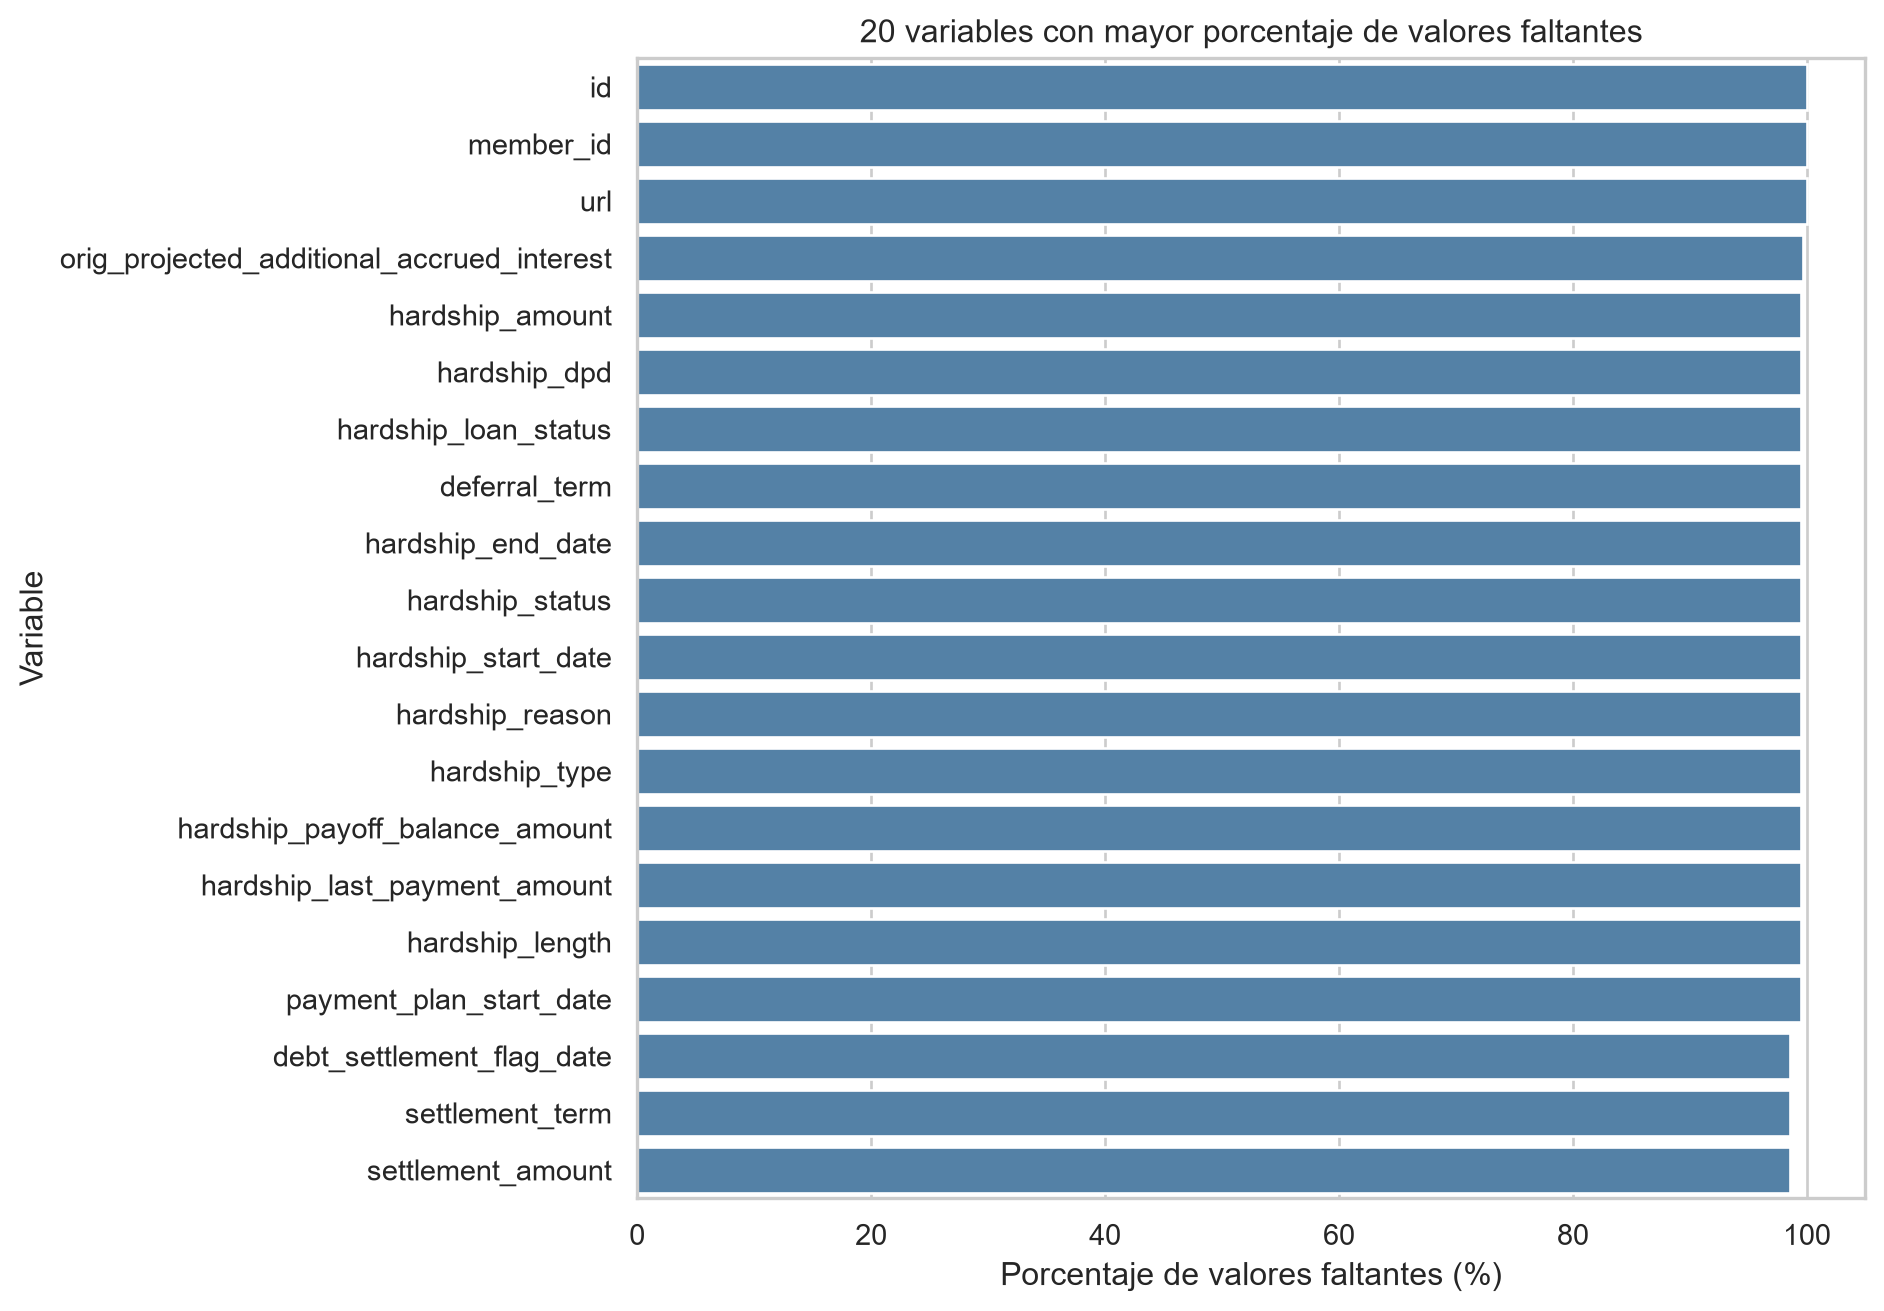 20 variables con mayor porcentaje de valores faltantes
id
member_id
url
orig_projected_additional_accrued_interest
hardship_amount
hardship_dpd
hardship_loan_status
deferral_term
hardship_end_date
hardship_status
hardship_start_date
hardship_reason
hardship_type
hardship_payoff_balance_amount
hardship_last_payment_amount
hardship_length
payment_plan_start_date
debt_settlement_flag_date
settlement_term
settlement_amount
Variable
0 20 40 60 80 100
Porcentaje de valores faltantes (%)